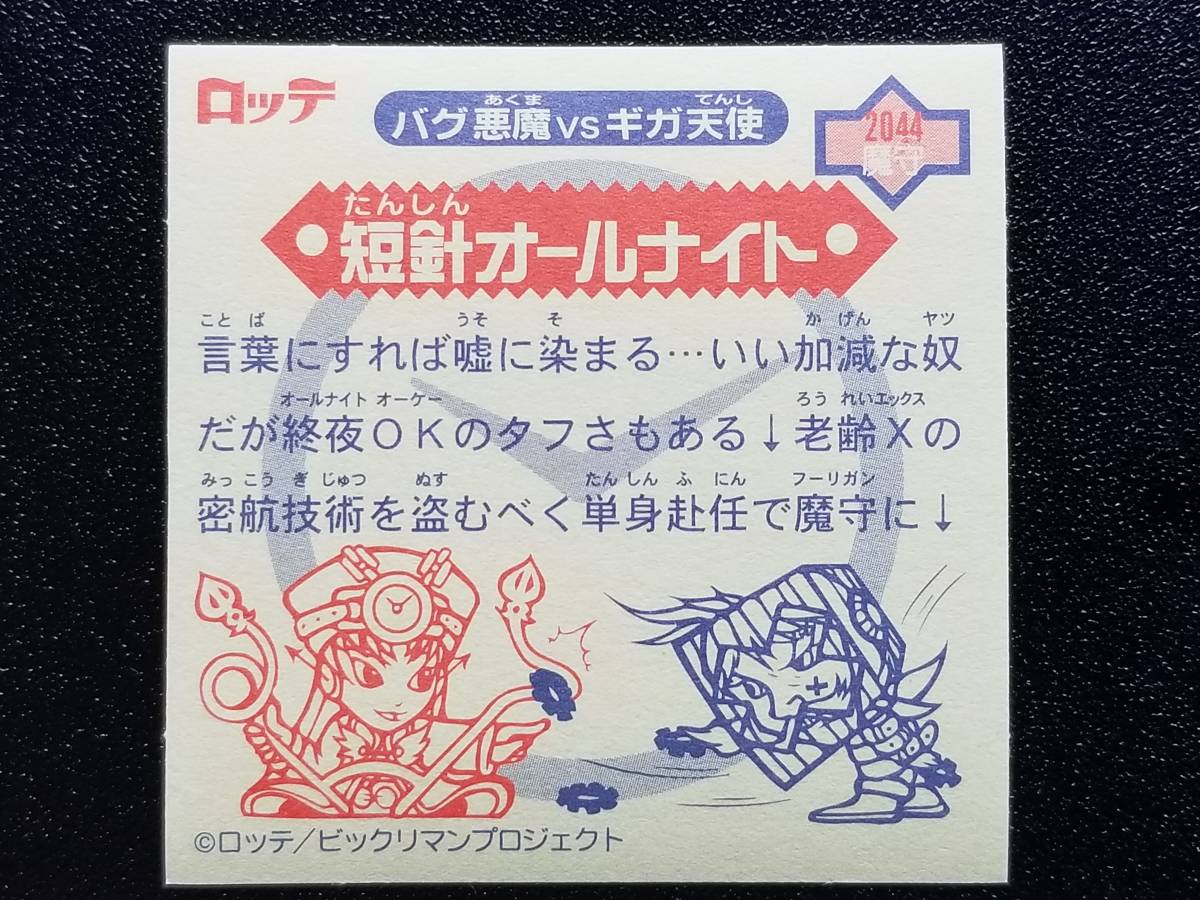 ロッテ
あくま てんし
バグ悪魔vsギガ天使
2044
魔守
たんしん
短針オールナイト
ことば うそ そ かげん ヤツ
言葉にすれば嘘に染まる…いい加減な奴
オールナイト オーケー ろうれいエックス
だが終夜OKのタフさもある↓老齢Xの
みっこうぎじゅつ ぬす たんしんふにん フーリガン
密航技術を盗むべく単身赴任で魔守に↓
©ロッテ/ビックリマンプロジェクト